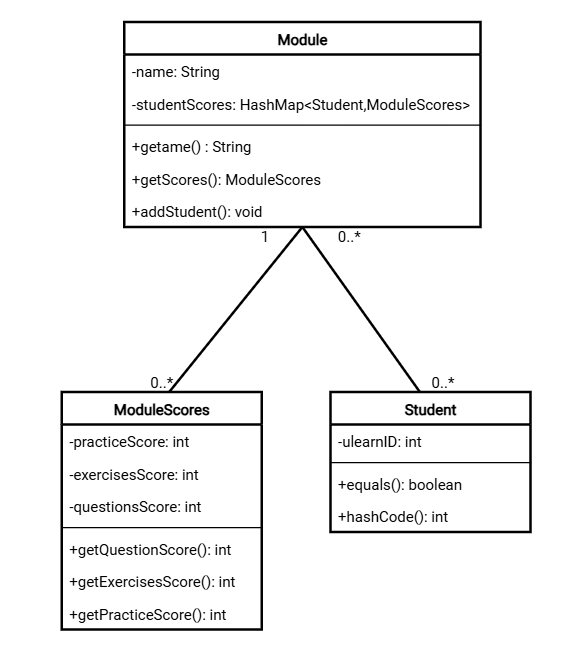 Module
-name: String
-studentScores: HashMap<Student,ModuleScores>
+getame() : String
+getScores(): ModuleScores
+addStudent(): void
1
0..*
0..*
0..*
ModuleScores
-practiceScore: int
-exercisesScore: int
-questionsScore: int
+getQuestionScore(): int
+getExercisesScore(): int
+getPracticeScore(): int
Student
-ulearnID: int
+equals(): boolean
+hashCode(): int